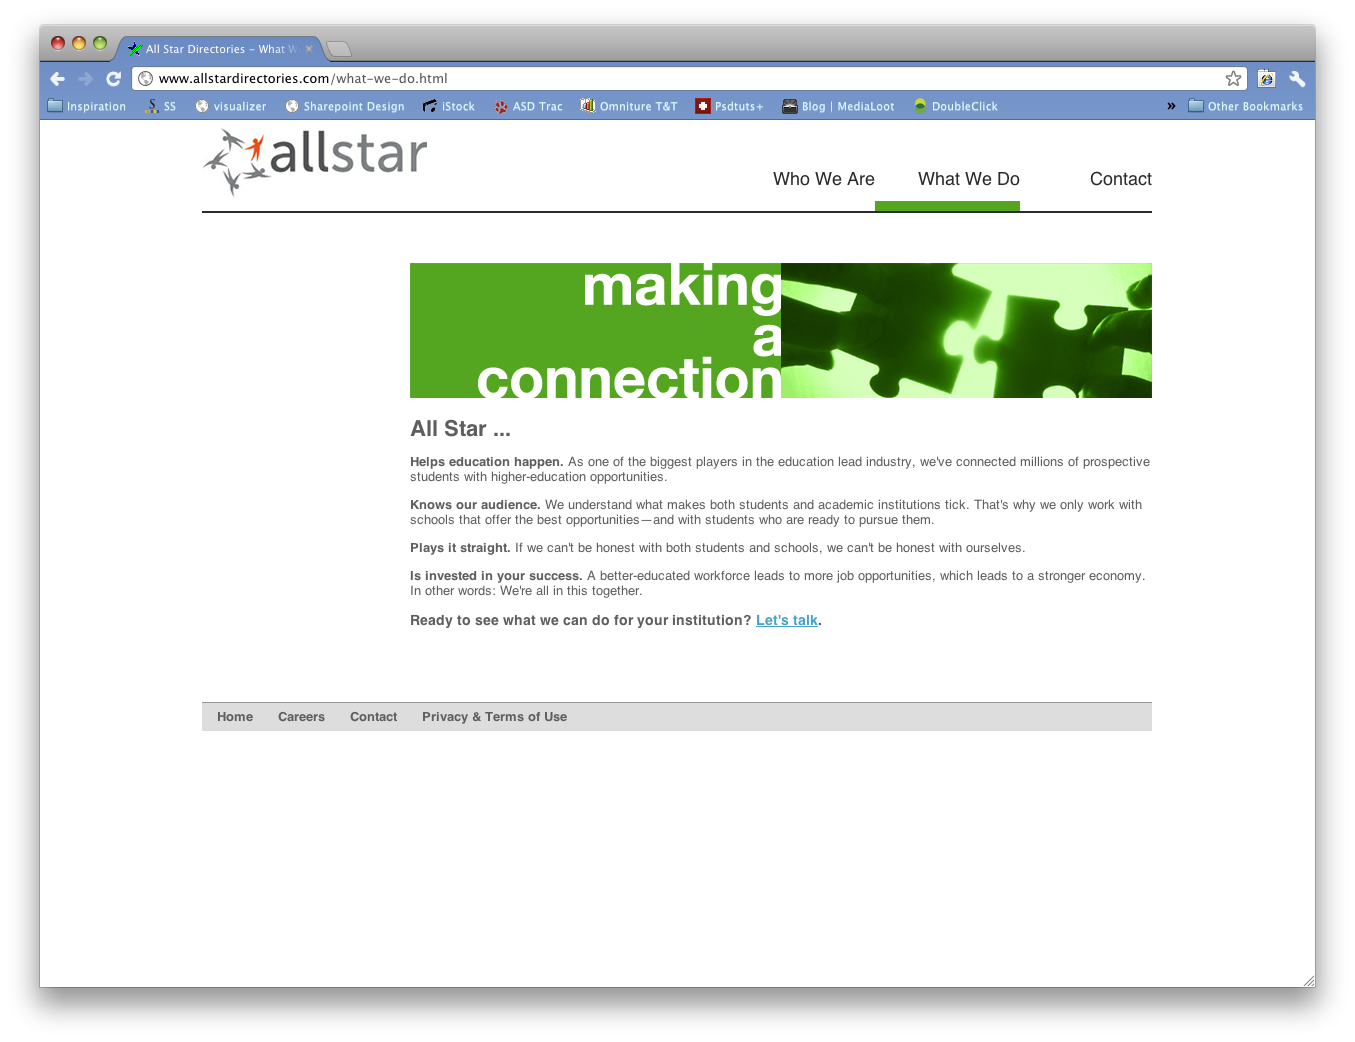 All Star Directories – What W
www.allstardirectories.com/what-we-do.html
Inspiration SS visualizer Sharepoint Design iStock ASD Trac Omniture T&T Psdtuts+ Blog | MediaLoot DoubleClick » Other Bookmarks
allstar
Who We Are What We Do Contact
making
a
connection
All Star ...
Helps education happen. As one of the biggest players in the education lead industry, we've connected millions of prospective
students with higher-education opportunities.
Knows our audience. We understand what makes both students and academic institutions tick. That's why we only work with
schools that offer the best opportunities—and with students who are ready to pursue them.
Plays it straight. If we can't be honest with both students and schools, we can't be honest with ourselves.
Is invested in your success. A better-educated workforce leads to more job opportunities, which leads to a stronger economy.
In other words: We're all in this together.
Ready to see what we can do for your institution? Let's talk.
Home Careers Contact Privacy & Terms of Use